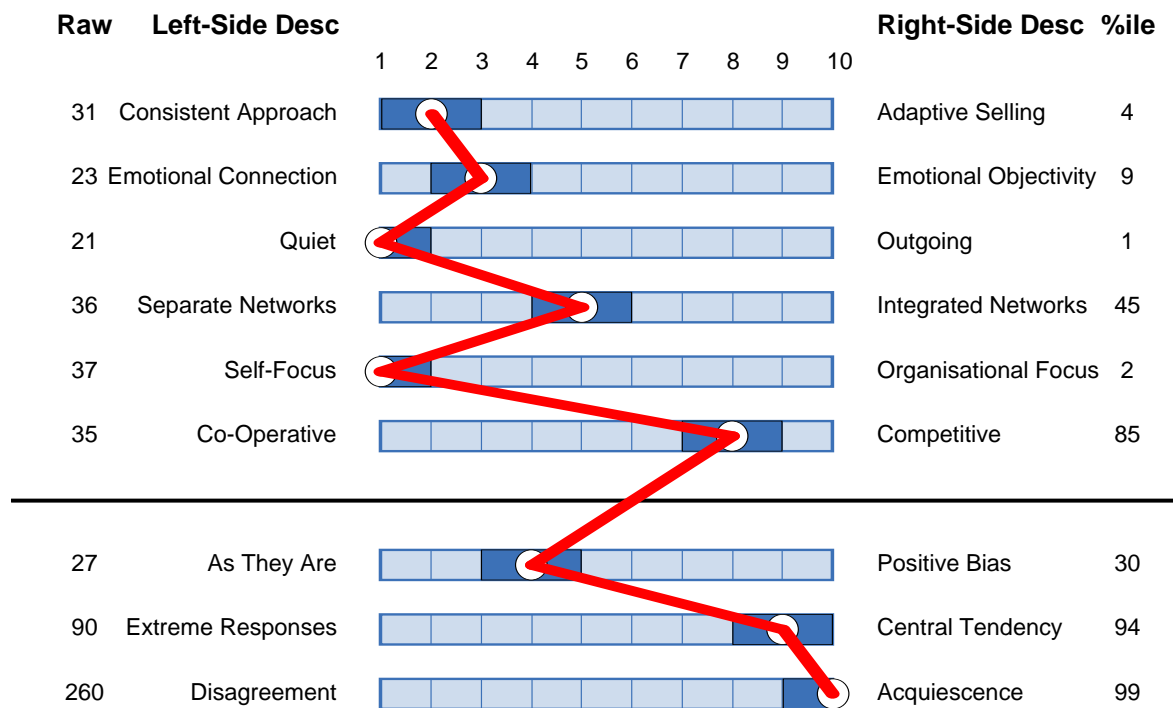 Raw Left-Side Desc Right-Side Desc %ile
1 2 3 4 5 6 7 8 9 10
31 Consistent Approach Adaptive Selling 4
23 Emotional Connection Emotional Objectivity 9
21 Quiet Outgoing 1
36 Separate Networks Integrated Networks 45
37 Self-Focus Organisational Focus 2
35 Co-Operative Competitive 85
27 As They Are Positive Bias 30
90 Extreme Responses Central Tendency 94
260 Disagreement Acquiescence 99